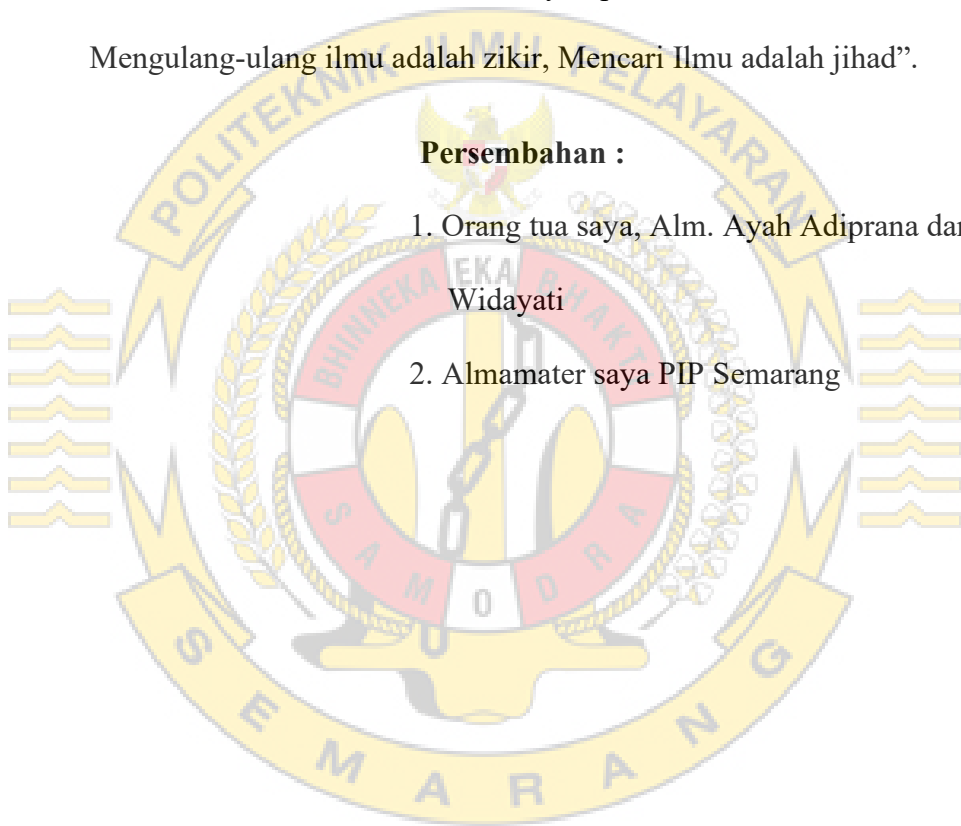 Mengulang-ulang ilmu adalah zikir, Mencari Ilmu adalah jihad”.
Persembahan :
1. Orang tua saya, Alm. Ayah Adiprana
Widayati
2. Almamater saya PIP Semarang
POLITEKNIK ILMU PELAYARAN
BHINNEKA EKA BHAKTI
SAMODRA
SEMARANG